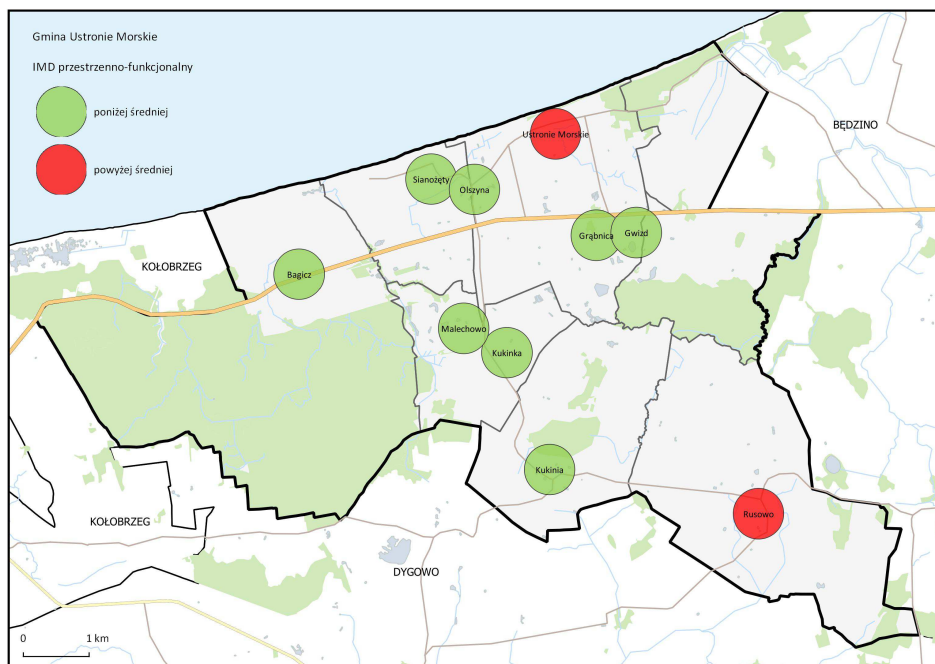 Gmina Ustronie Morskie
IMD przestrzenno-funkcjonalny
poniżej średniej
powyżej średniej
BĘDZINO
Ustronie Morskie
Sianożęty
Olszyna
Grąbnica
Gwizd
KOŁOBRZEG
Bagicz
Malechowo
Kukinka
Kukinia
Rusowo
KOŁOBRZEG
DYGOWO
0 1 km